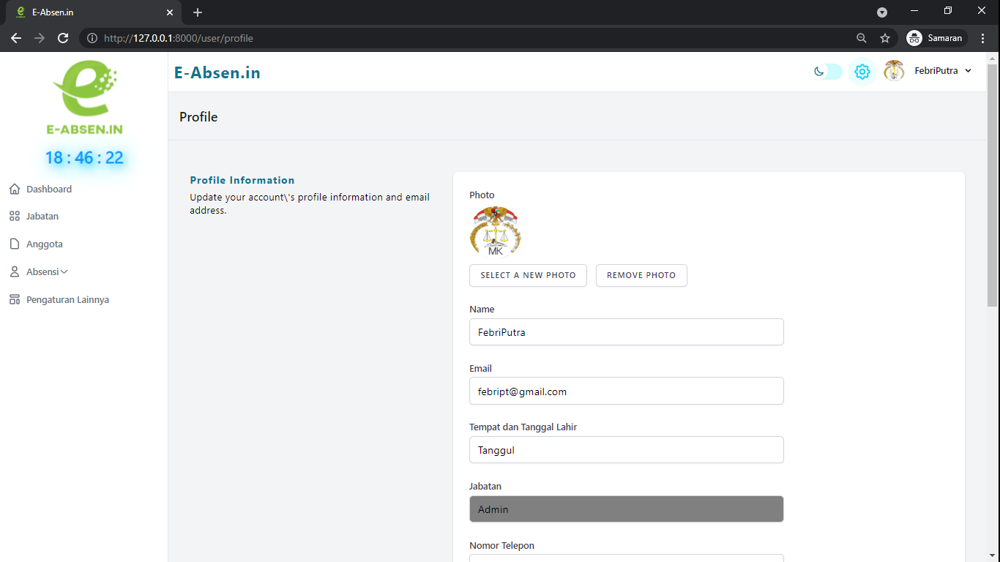 E-Absen.in
http://127.0.0.1:8000/user/profile
Samaran
E-ABSEN.IN
18 : 46 : 22
Dashboard
Jabatan
Anggota
Absensi
Pengaturan Lainnya
E-Absen.in
FebriPutra
Profile
Profile Information
Update your account\'s profile information and email
address.
Photo
MK
SELECT A NEW PHOTO
REMOVE PHOTO
Name
FebriPutra
Email
febript@gmail.com
Tempat dan Tanggal Lahir
Tanggul
Jabatan
Admin
Nomor Telepon